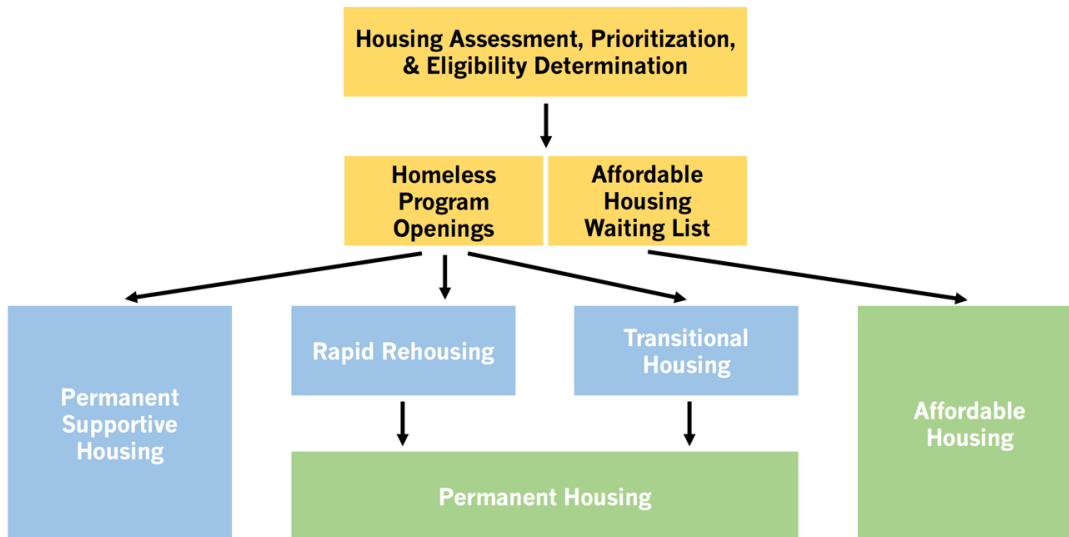 Housing Assessment, Prioritization,
& Eligibility Determination
Homeless
Program
Openings
Affordable
Housing
Waiting List
Permanent
Supportive
Housing
Rapid Rehousing
Transitional
Housing
Affordable
Housing
Permanent Housing